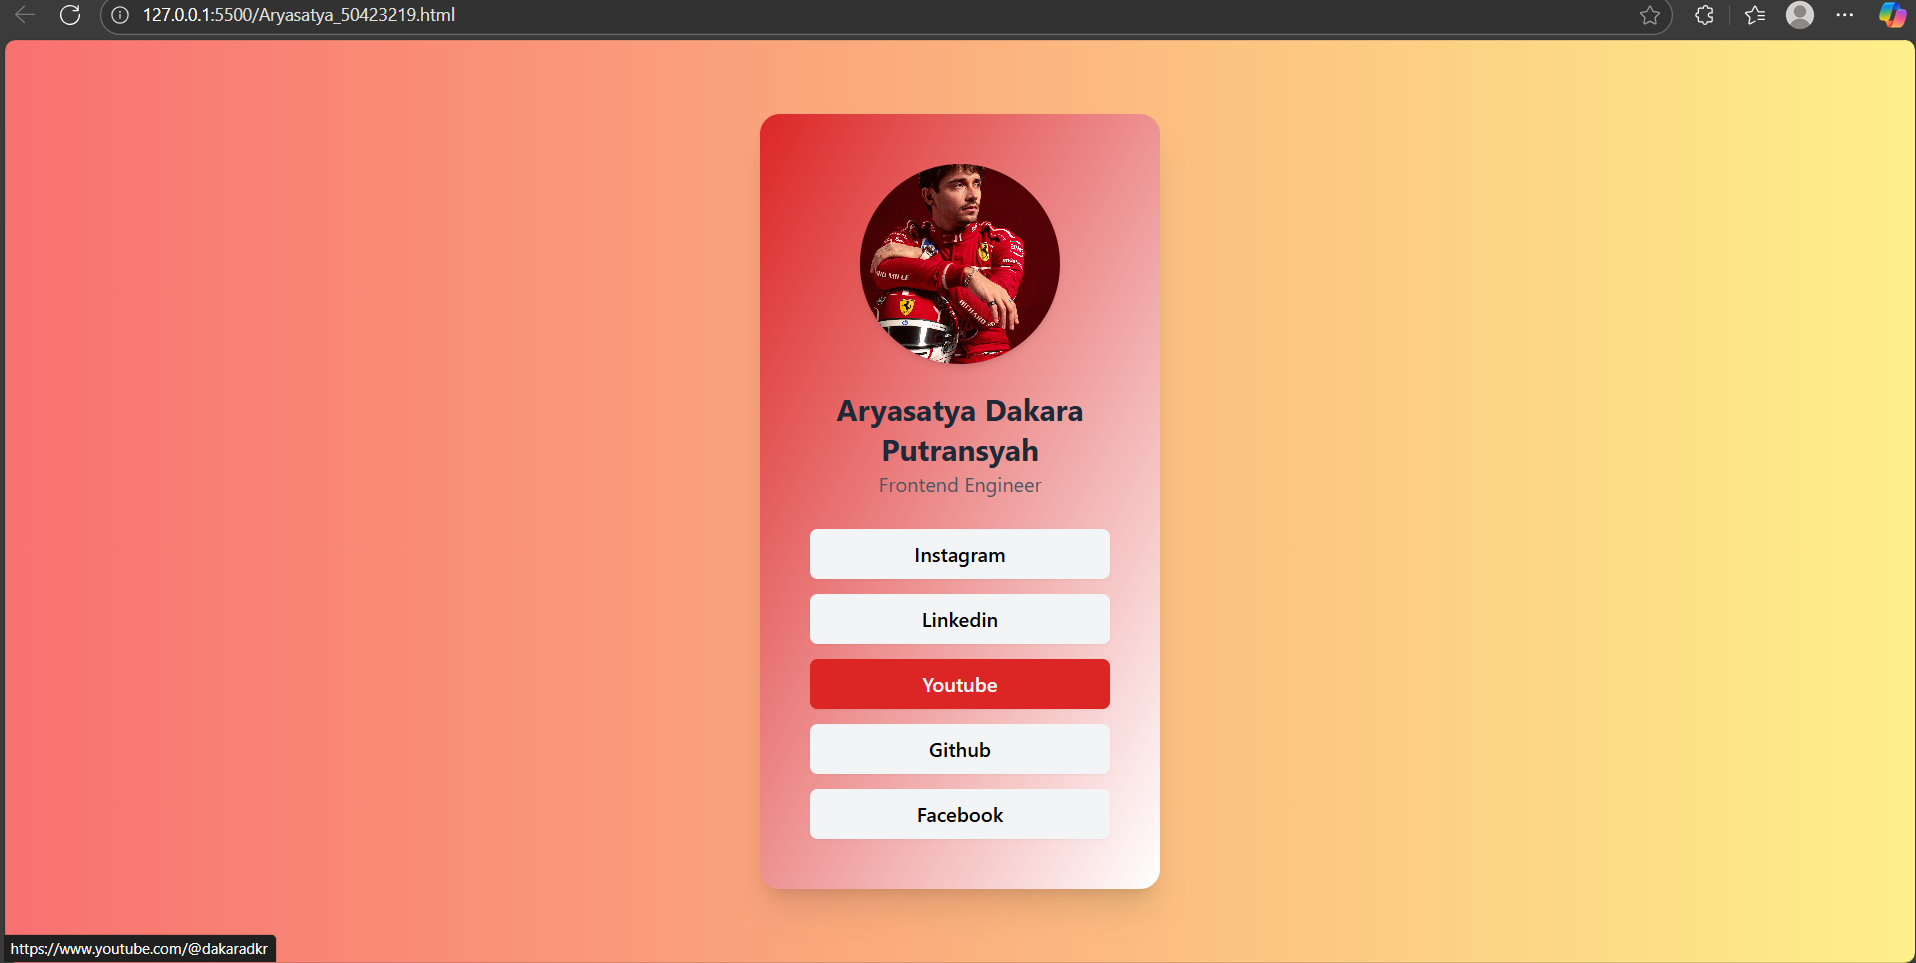 127.0.0.1:5500/Aryasatya_50423219.html
Aryasatya Dakara
Putransyah
Frontend Engineer
Instagram
Linkedin
Youtube
Github
Facebook
https://www.youtube.com/@dakaradkr